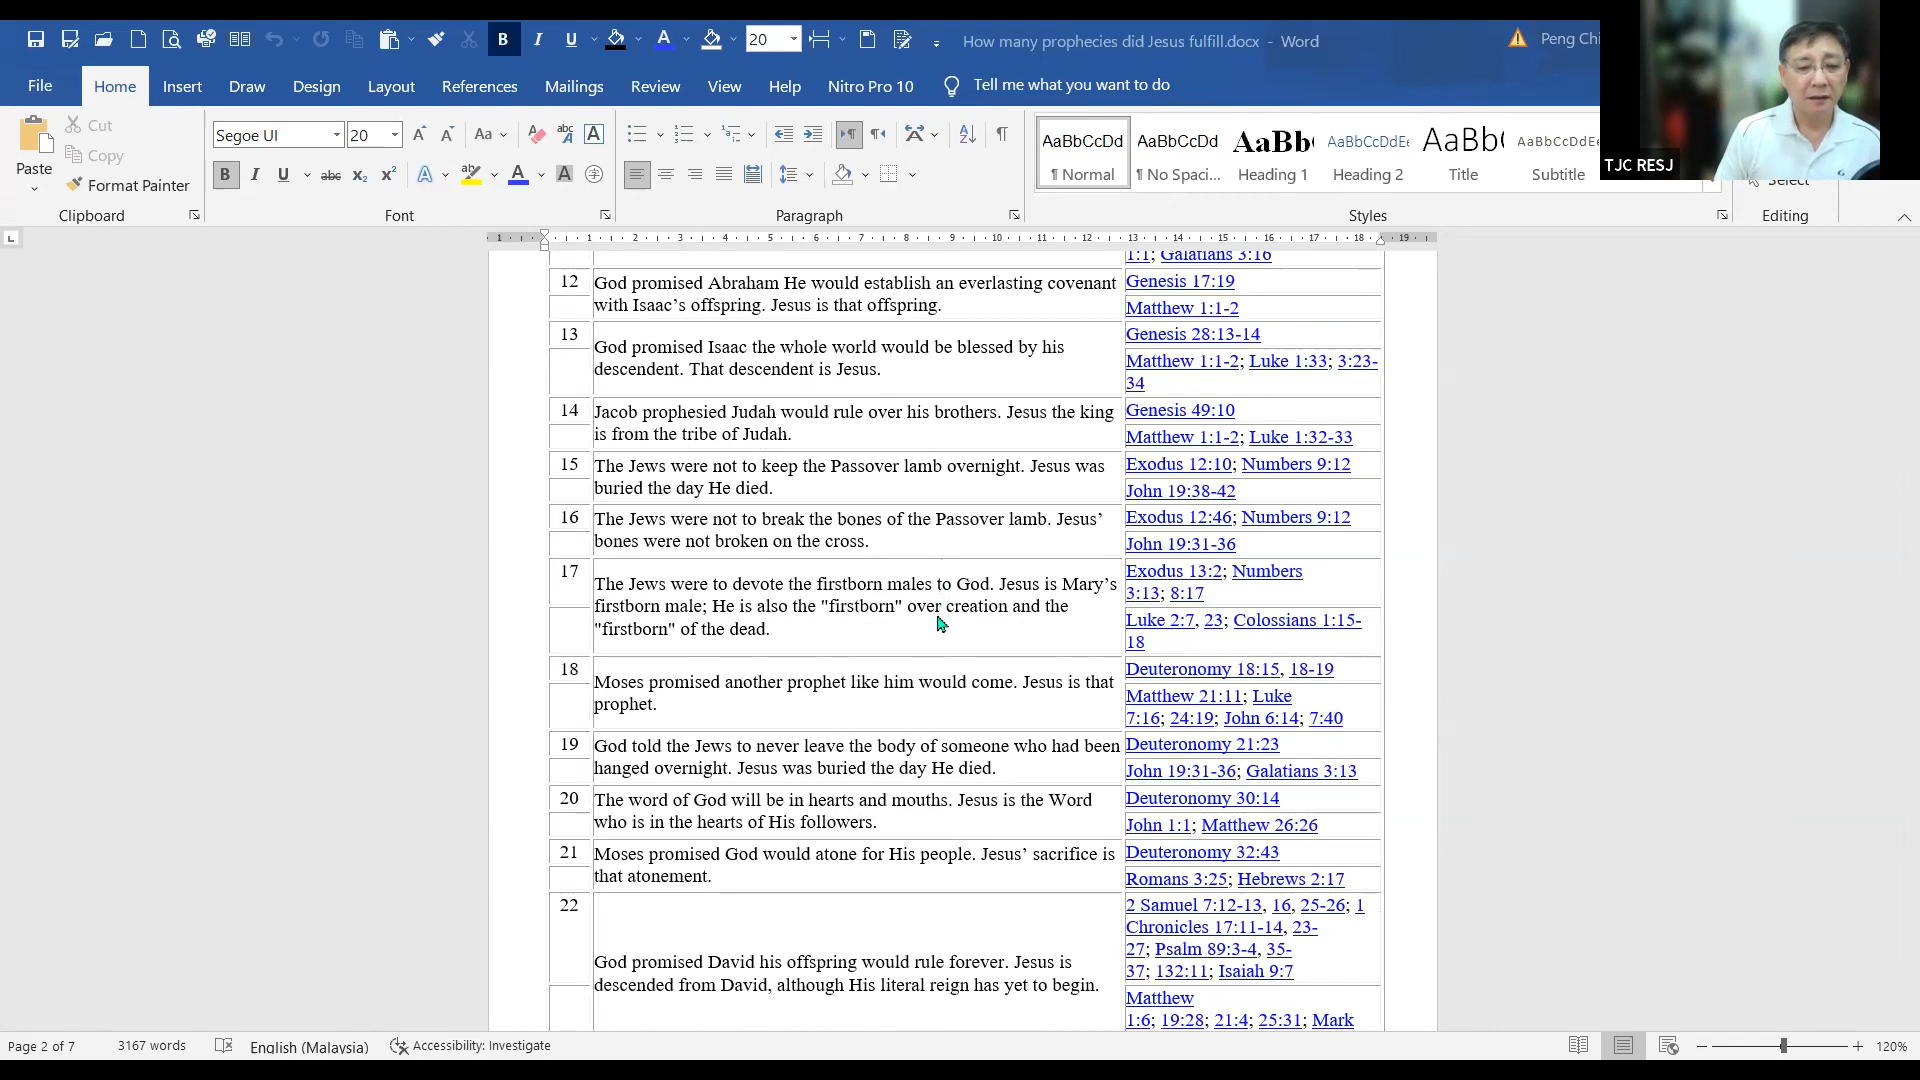 20
How many prophecies did Jesus fulfill.docx - Word
Peng Chi
File Home Insert Draw Design Layout References Mailings Review View Help Nitro Pro 10 Tell me what you want to do
Paste
Cut
Copy
Format Painter
Clipboard
Segoe UI 20
Font
Paragraph
AaBbCcDd AaBbCcDd AaBb( AaBbCcDdE AaBb( AaBbCcDdE
¶ Normal ¶ No Spaci... Heading 1 Heading 2 Title Subtitle
Styles
Select
Editing
TJC RESJ
1 1 2 3 4 5 6 7 8 9 10 11 12 13 14 15 16 17 18 19
1:1; Galatians 3:16
12 God promised Abraham He would establish an everlasting covenant
with Isaac’s offspring. Jesus is that offspring.
Genesis 17:19
Matthew 1:1-2
13 God promised Isaac the whole world would be blessed by his
descendent. That descendent is Jesus.
Genesis 28:13-14
Matthew 1:1-2; Luke 1:33; 3:23-
34
14 Jacob prophesied Judah would rule over his brothers. Jesus the king
is from the tribe of Judah.
Genesis 49:10
Matthew 1:1-2; Luke 1:32-33
15 The Jews were not to keep the Passover lamb overnight. Jesus was
buried the day He died.
Exodus 12:10; Numbers 9:12
John 19:38-42
16 The Jews were not to break the bones of the Passover lamb. Jesus’
bones were not broken on the cross.
Exodus 12:46; Numbers 9:12
John 19:31-36
17 The Jews were to devote the firstborn males to God. Jesus is Mary’s
firstborn male; He is also the "firstborn" over creation and the
"firstborn" of the dead.
Exodus 13:2; Numbers
3:13; 8:17
Luke 2:7, 23; Colossians 1:15-
18
18 Moses promised another prophet like him would come. Jesus is that
prophet.
Deuteronomy 18:15, 18-19
Matthew 21:11; Luke
7:16; 24:19; John 6:14; 7:40
19 God told the Jews to never leave the body of someone who had been
hanged overnight. Jesus was buried the day He died.
Deuteronomy 21:23
John 19:31-36; Galatians 3:13
20 The word of God will be in hearts and mouths. Jesus is the Word
who is in the hearts of His followers.
Deuteronomy 30:14
John 1:1; Matthew 26:26
21 Moses promised God would atone for His people. Jesus’ sacrifice is
that atonement.
Deuteronomy 32:43
Romans 3:25; Hebrews 2:17
22 God promised David his offspring would rule forever. Jesus is
descended from David, although His literal reign has yet to begin.
2 Samuel 7:12-13, 16, 25-26; 1
Chronicles 17:11-14, 23-
27; Psalm 89:3-4, 35-
37; 132:11; Isaiah 9:7
Matthew
1:6; 19:28; 21:4; 25:31; Mark
Page 2 of 7 3167 words English (Malaysia) Accessibility: Investigate 120%